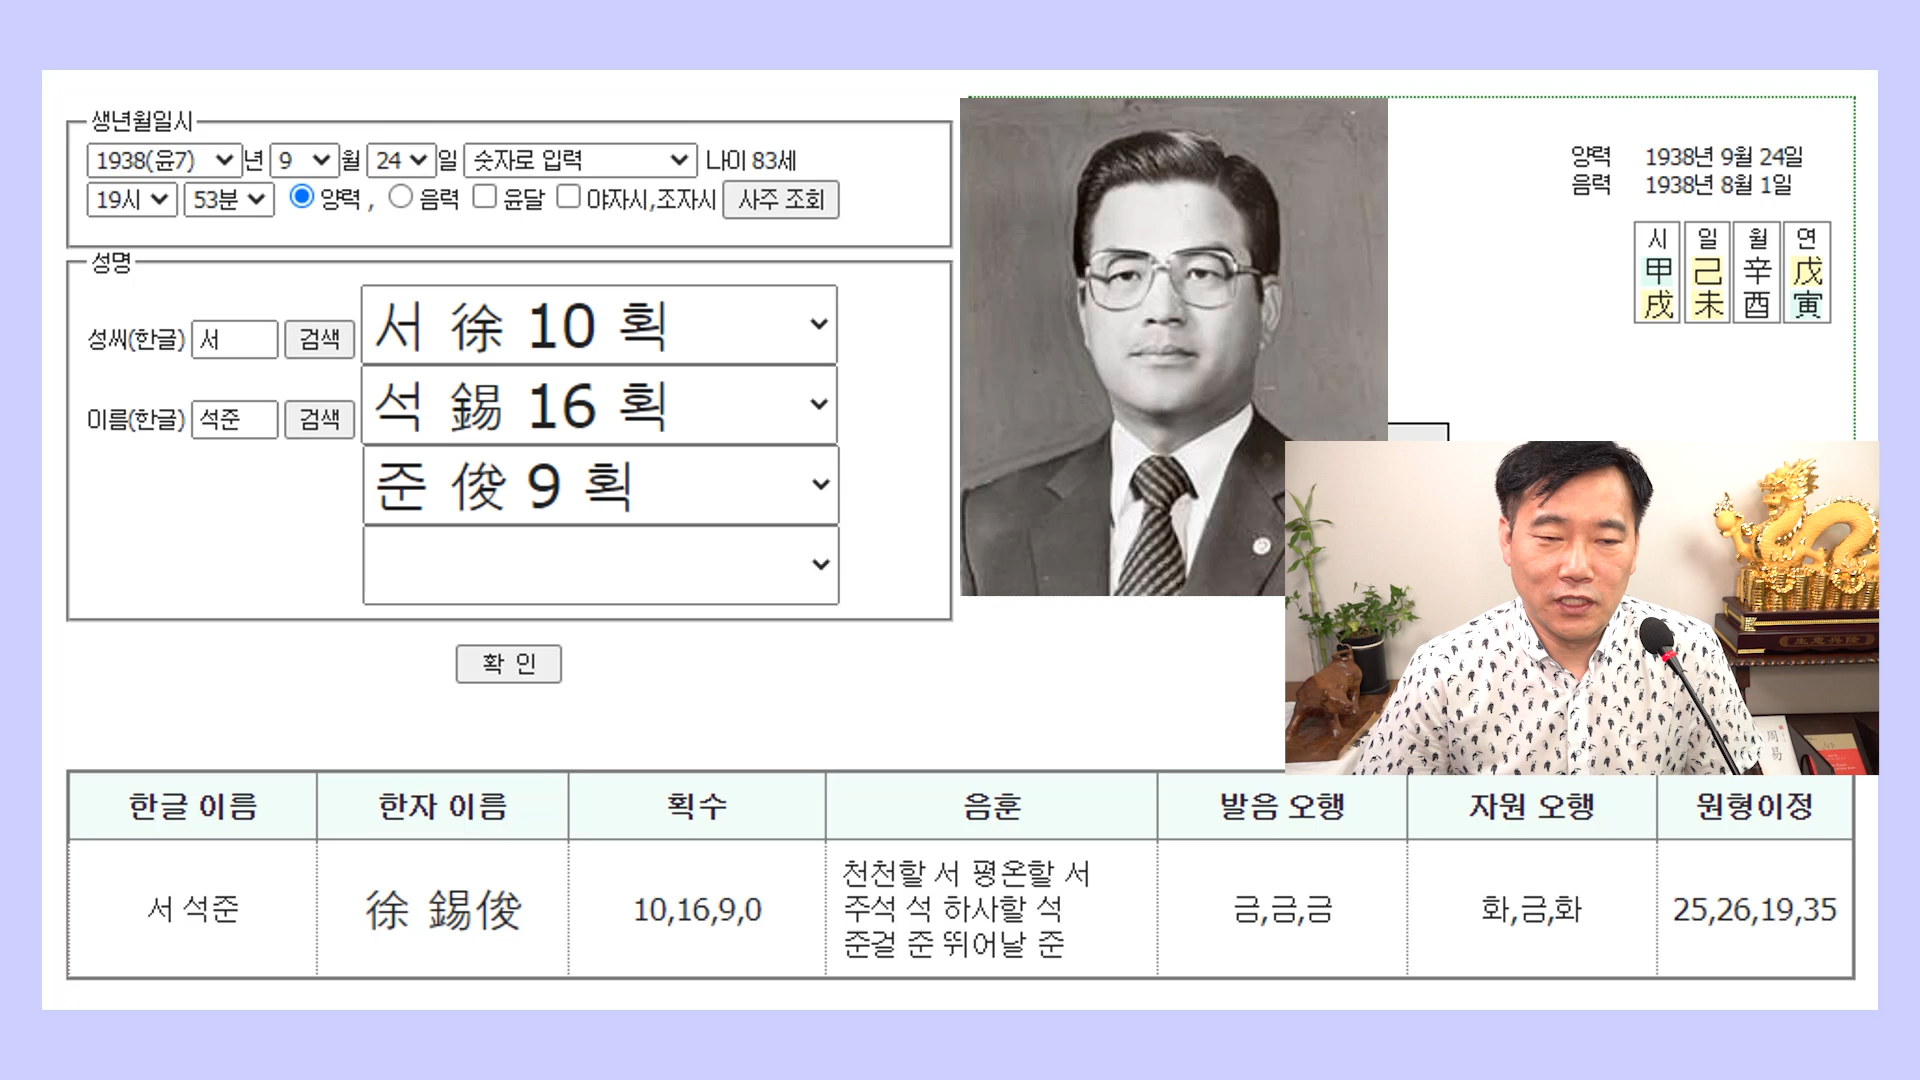 생년월일시
1938(윤7) 년 9 월 24 일 숫자로 입력 나이 83세
19시 53분 양력 , 음력 윤달 야자시,조자시 사주 조회
성명
성씨(한글) 서 검색 서 徐 10 획
이름(한글) 석준 검색 석 錫 16 획
준 俊 9 획
확 인
양력 1938년 9월 24일
음력 1938년 8월 1일
시 일 월 연
甲 己 辛 戊
戌 未 酉 寅
周易
한글 이름 한자 이름 획수 음훈 발음 오행 자원 오행 원형이정
서 석준 徐 錫俊 10,16,9,0 천천할 서 평온할 서
주석 석 하사할 석
준걸 준 뛰어날 준
금,금,금 화,금,화 25,26,19,35